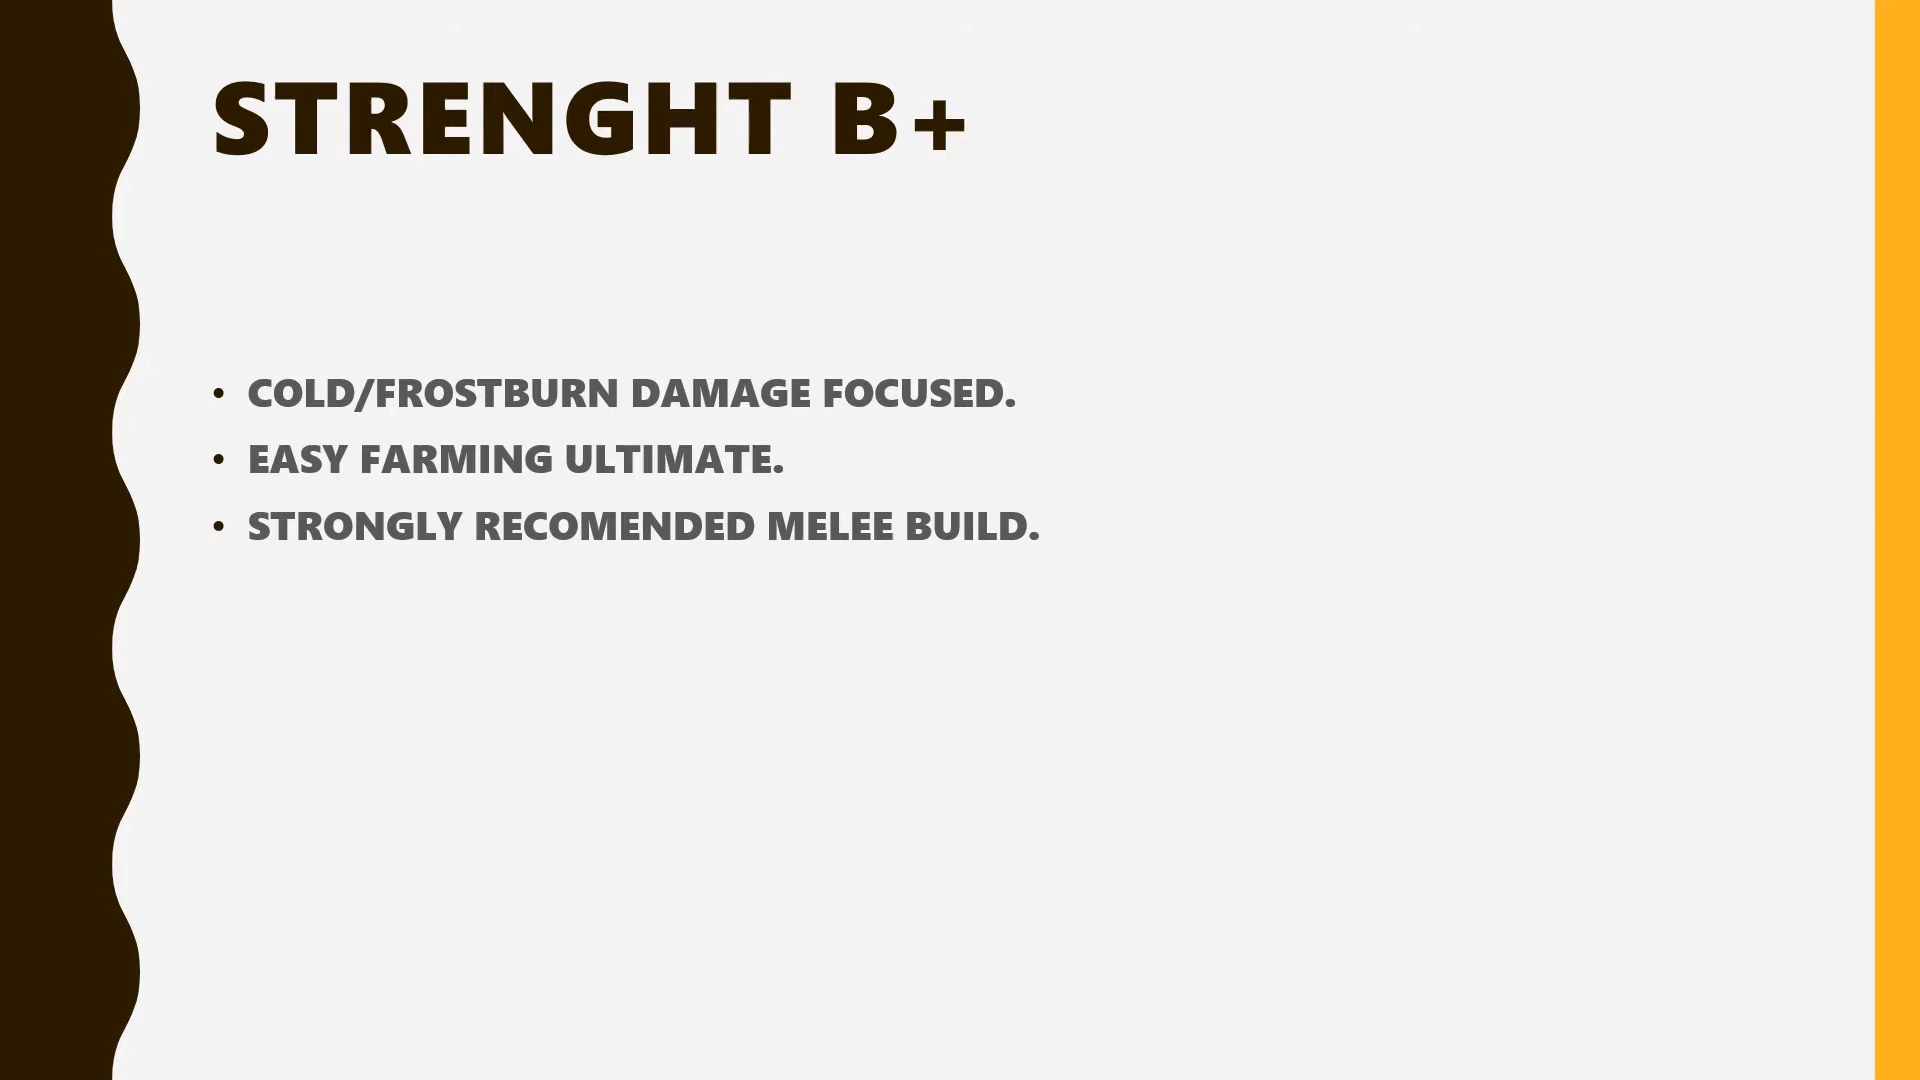 STRENGHT B+
• COLD/FROSTBURN DAMAGE FOCUSED.
• EASY FARMING ULTIMATE.
• STRONGLY RECOMENDED MELEE BUILD.